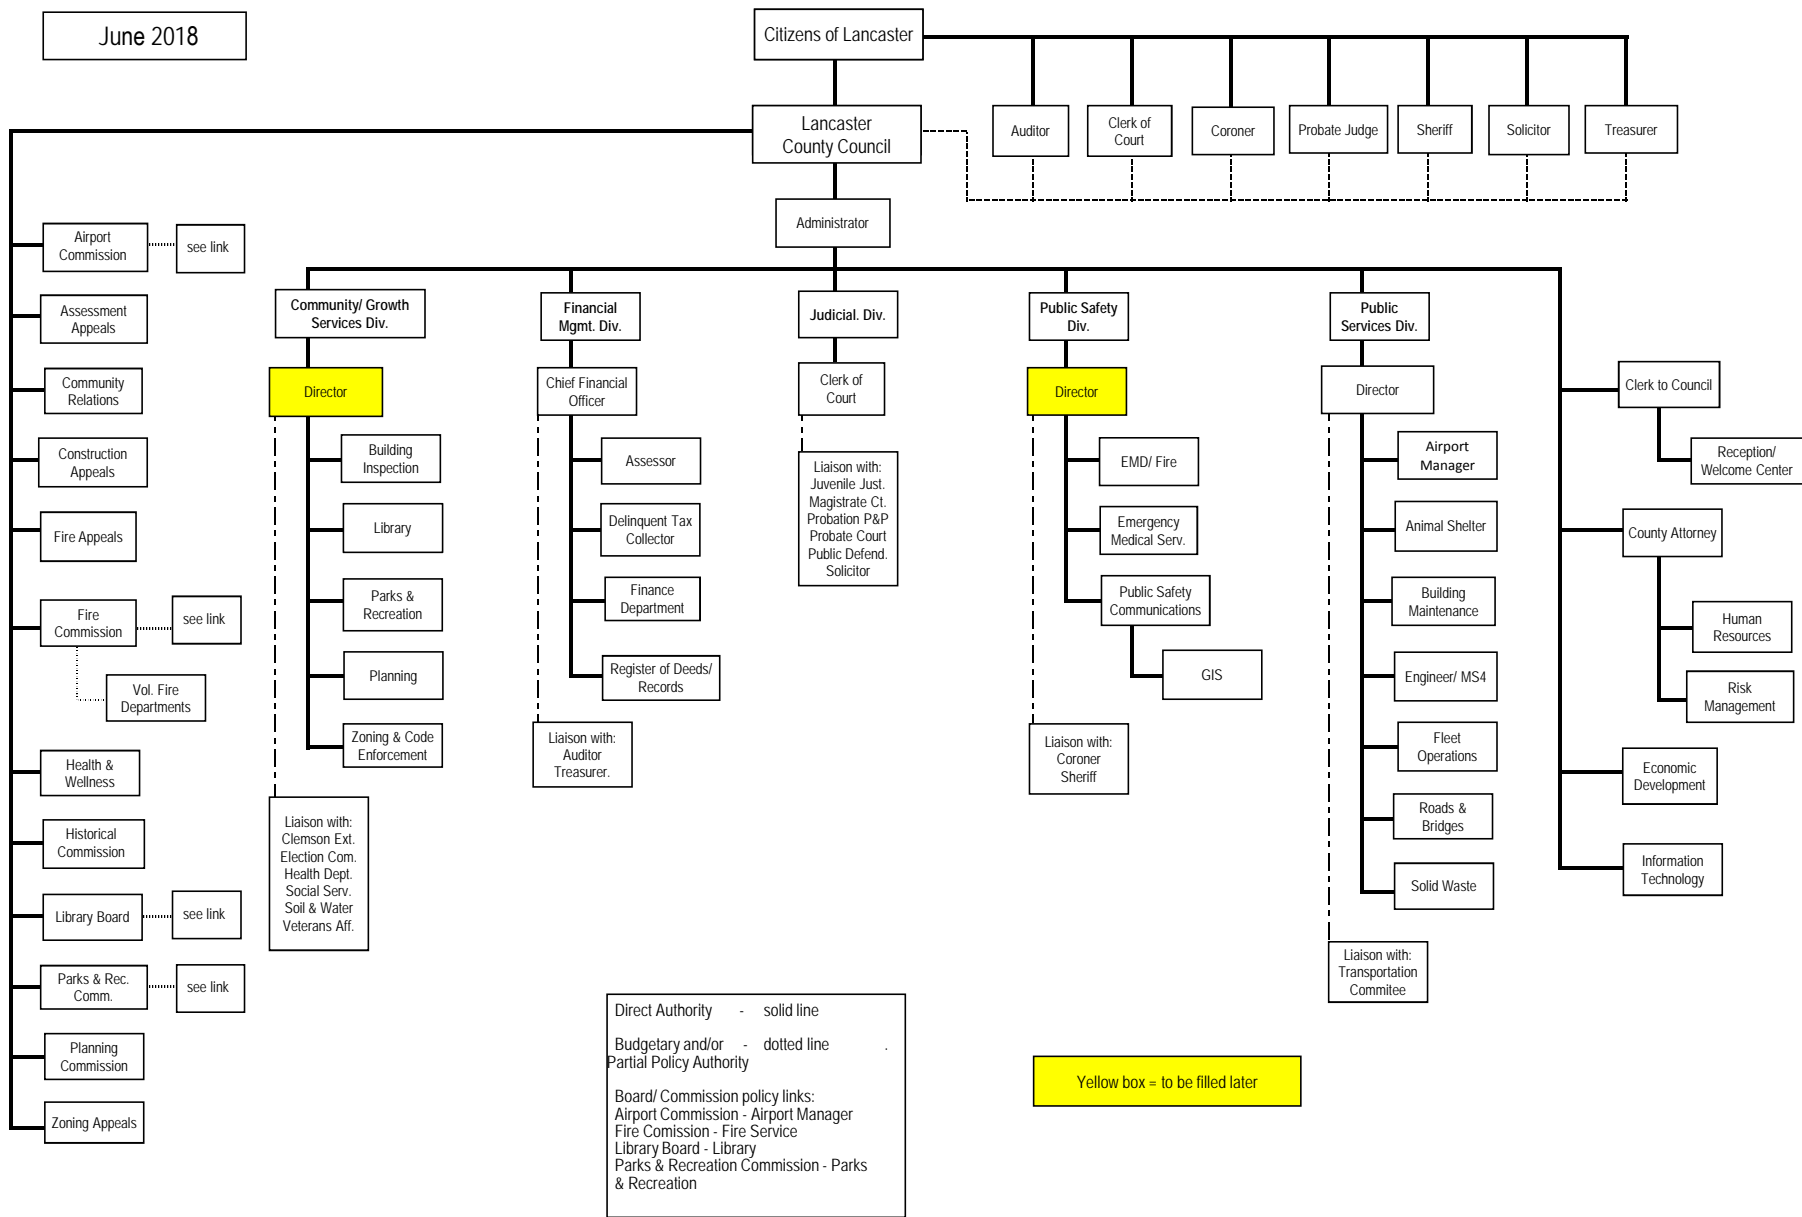 June 2018
Citizens of Lancaster
Lancaster
County Council
Auditor
Clerk of
Court
Coroner
Probate Judge
Sheriff
Solicitor
Treasurer
Administrator
Airport
Commission
see link
Assessment
Appeals
Community
Relations
Construction
Appeals
Fire Appeals
Fire
Commission
see link
Vol. Fire
Departments
Health &
Wellness
Historical
Commission
Library Board
see link
Parks & Rec.
Comm.
see link
Planning
Commission
Zoning Appeals
Community/ Growth
Services Div.
Director
Building
Inspection
Library
Parks &
Recreation
Planning
Zoning & Code
Enforcement
Liaison with:
Clemson Ext.
Election Com.
Health Dept.
Social Serv.
Soil & Water
Veterans Aff.
Financial
Mgmt. Div.
Chief Financial
Officer
Assessor
Delinquent Tax
Collector
Finance
Department
Register of Deeds/
Records
Liaison with:
Auditor
Treasurer.
Judicial. Div.
Clerk of
Court
Liaison with:
Juvenile Just.
Magistrate Ct.
Probation P&P
Probate Court
Public Defend.
Solicitor
Public Safety
Div.
Director
EMD/ Fire
Emergency
Medical Serv.
Public Safety
Communications
GIS
Liaison with:
Coroner
Sheriff
Public
Services Div.
Director
Airport
Manager
Animal Shelter
Building
Maintenance
Engineer/ MS4
Fleet
Operations
Roads &
Bridges
Solid Waste
Liaison with:
Transportation
Commitee
Clerk to Council
Reception/
Welcome Center
County Attorney
Human
Resources
Risk
Management
Economic
Development
Information
Technology
Direct Authority - solid line
Budgetary and/or - dotted line .
Partial Policy Authority
Board/ Commission policy links:
Airport Commission - Airport Manager
Fire Comission - Fire Service
Library Board - Library
Parks & Recreation Commission - Parks
& Recreation
Yellow box = to be filled later